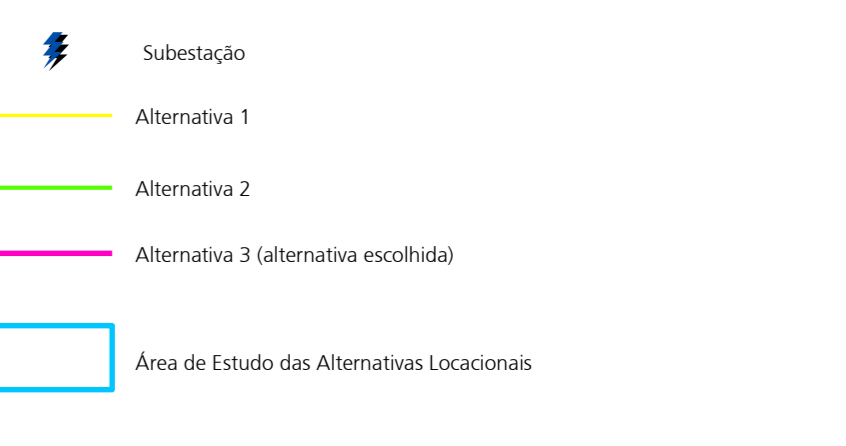 Subestação
Alternativa 1
Alternativa 2
Alternativa 3 (alternativa escolhida)
Área de Estudo das Alternativas Locacionais